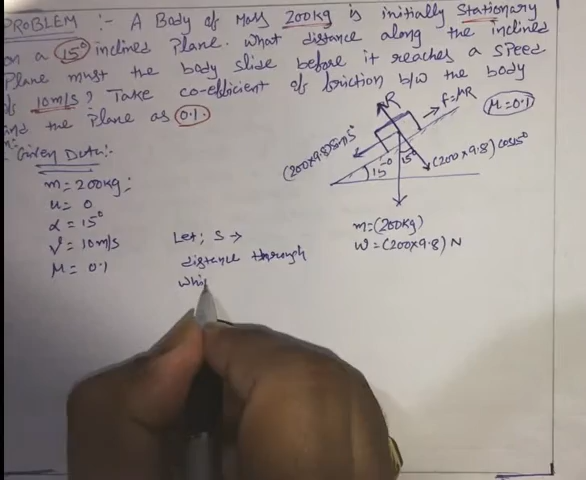 PROBLEM :- A Body of Mass 200kg is initially Stationary
on a 15° inclined Plane. What distance along the inclined
Plane must the body slide before it reaches a speed
of 10m/s? Take co-efficient of friction b/w the body
and the Plane as 0.1.
Given Data:-
m = 200kg;
u = 0
α = 15°
V = 10m/s
μ = 0.1
Let; S →
distance through
whi
R
f=μR
μ=0.1
(200×9.8)sin15°
15°
15°
(200×9.8)cos15°
m=(200kg)
W=(200×9.8) N